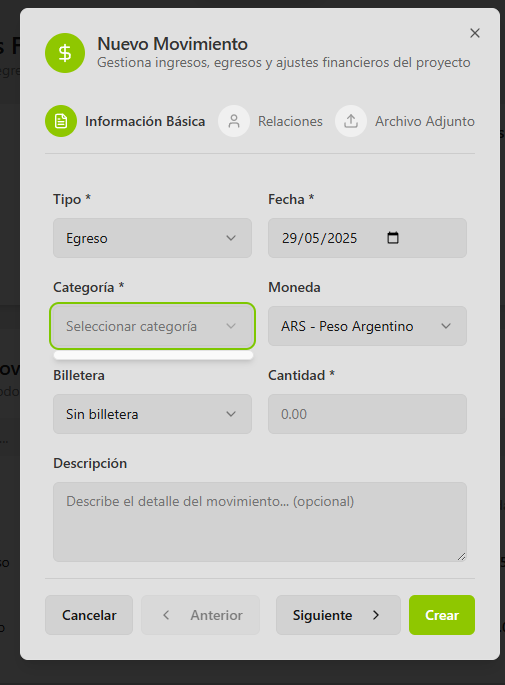 Nuevo Movimiento
Gestiona ingresos, egresos y ajustes financieros del proyecto
Información Básica Relaciones Archivo Adjunto
Tipo * Fecha *
Egreso 29/05/2025
Categoría * Moneda
Seleccionar categoría ARS - Peso Argentino
Billetera Cantidad *
Sin billetera 0.00
Descripción
Describe el detalle del movimiento... (opcional)
Cancelar Anterior Siguiente Crear